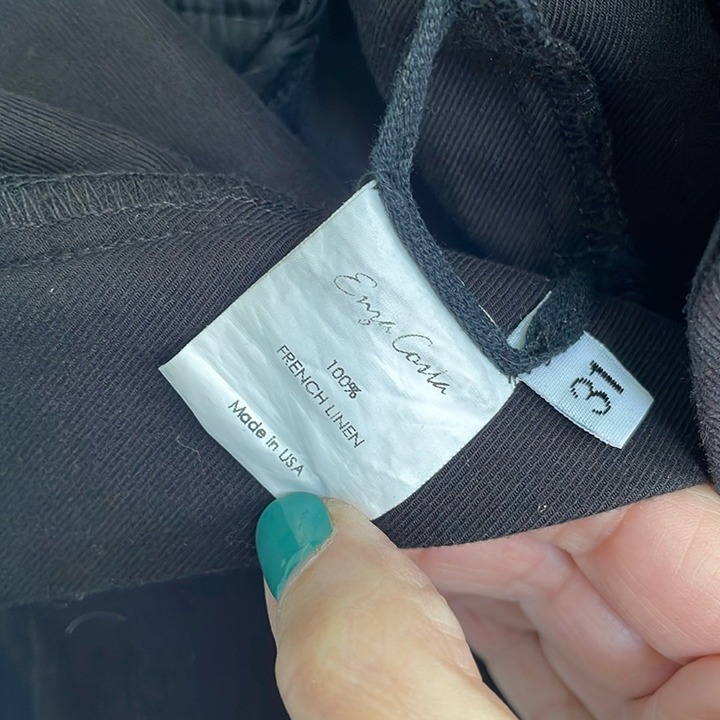 Enza Costa
100%
FRENCH LINEN
Made in USA
31